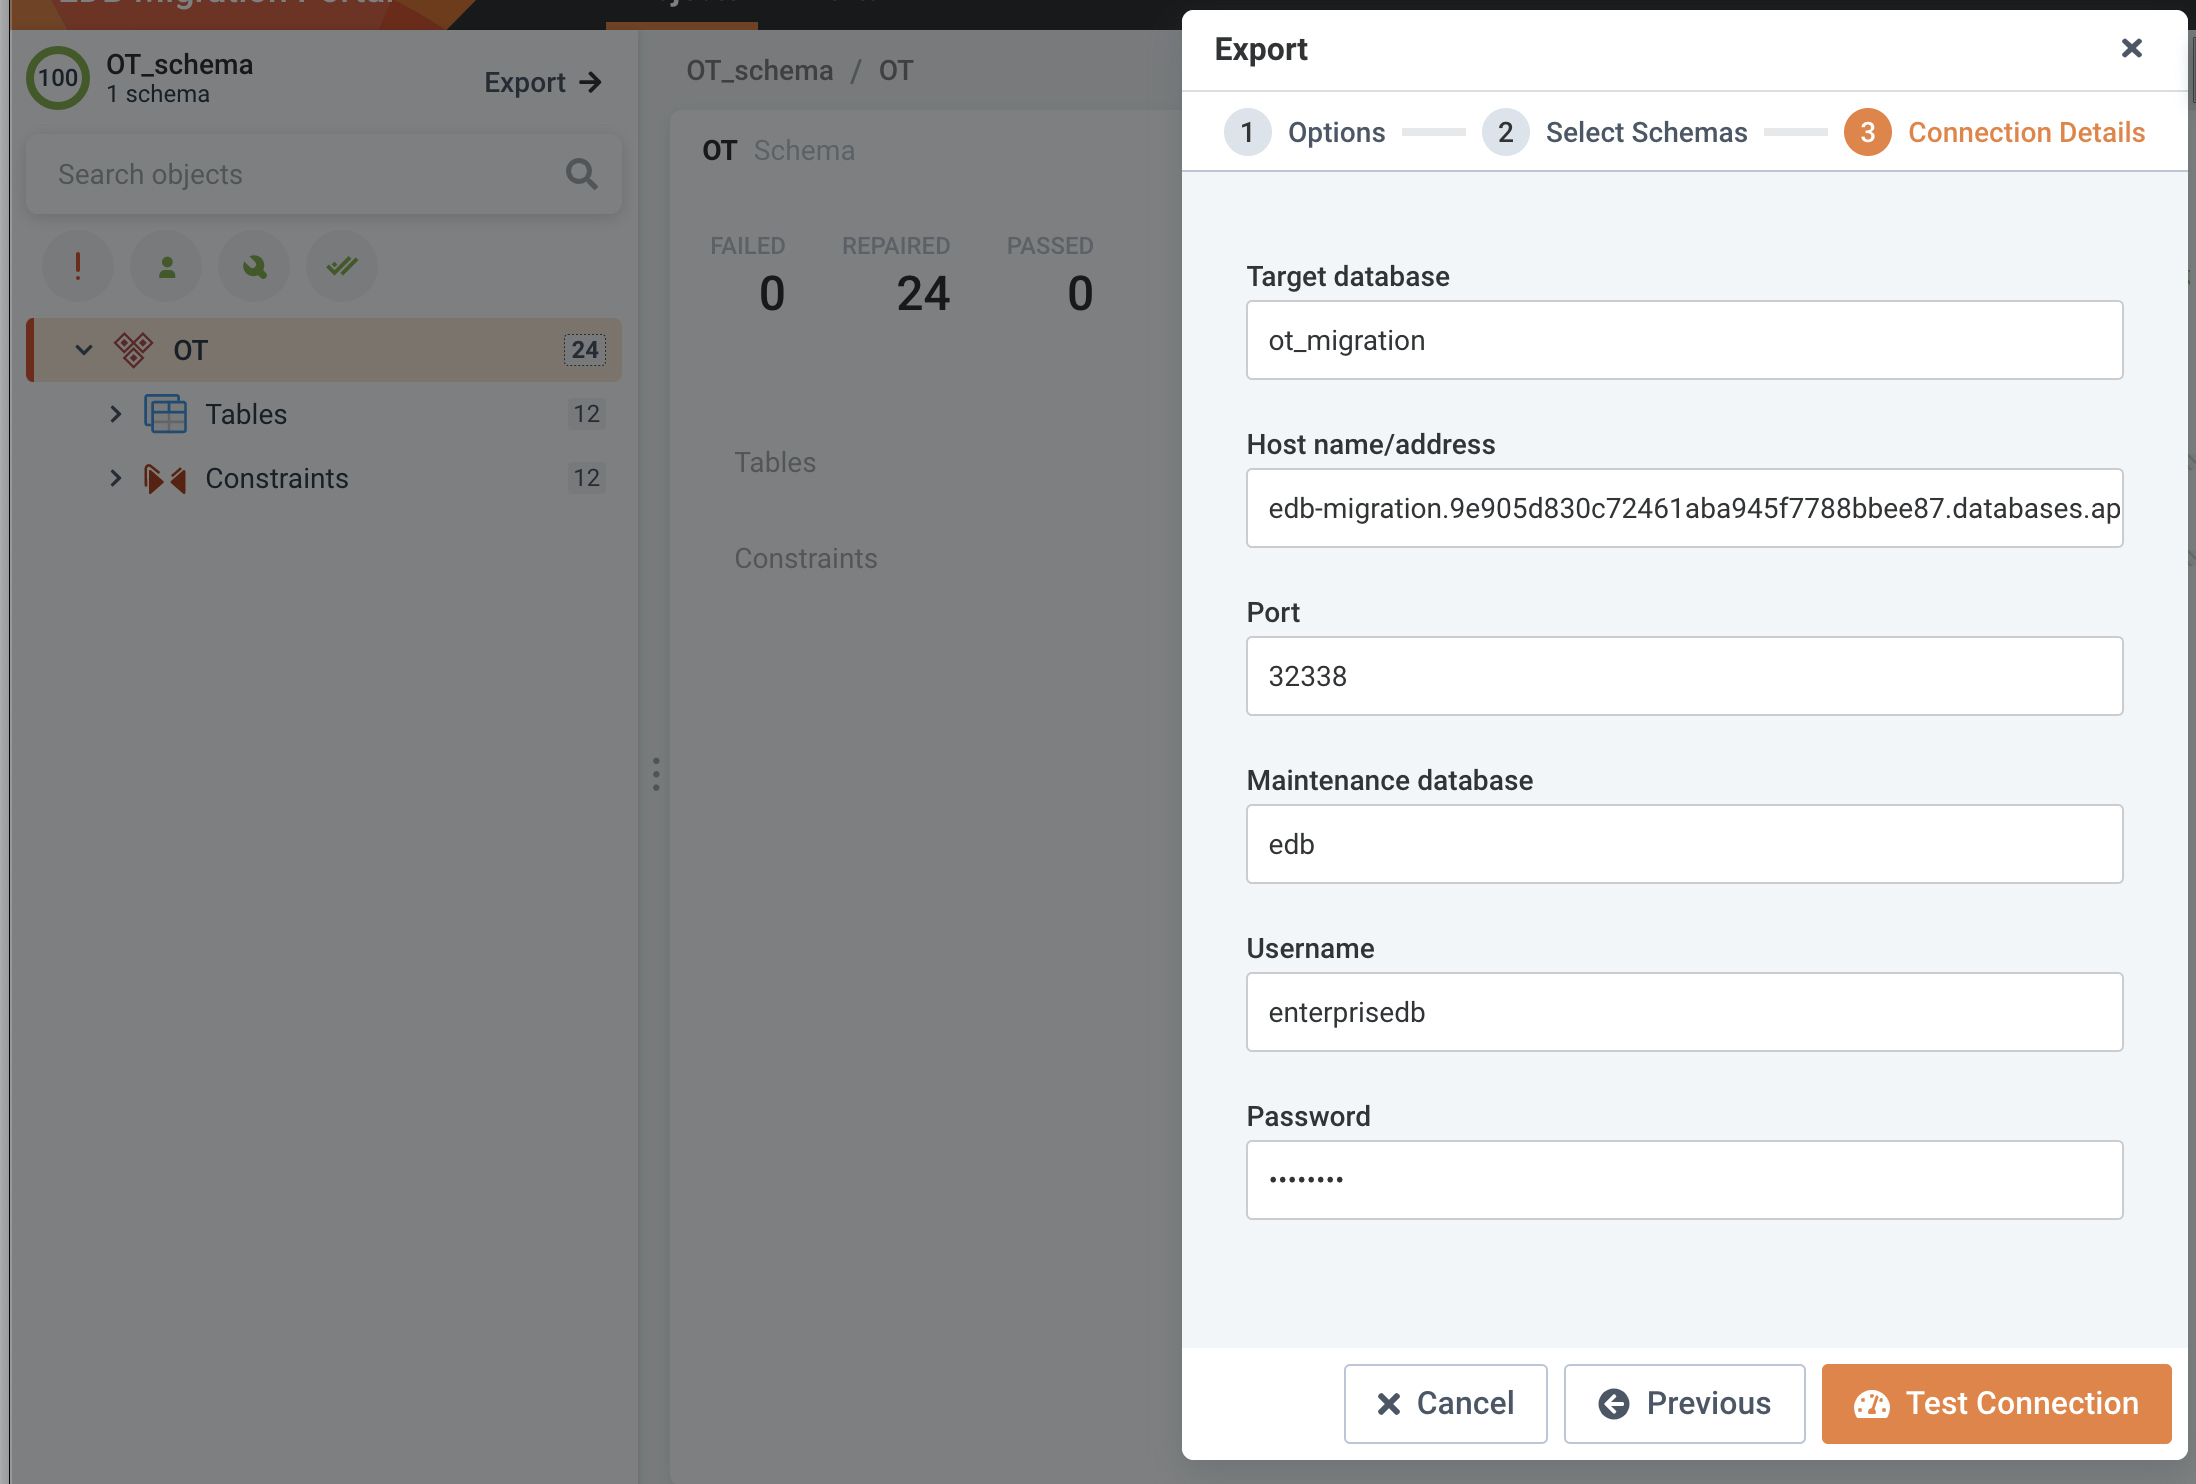 EDB Migration Portal
100
OT_schema
1 schema
Export
Search objects
OT
24
Tables
12
Constraints
12
OT_schema / OT
OT Schema
FAILED
REPAIRED
PASSED
0
24
0
Tables
Constraints
Export
1 Options
2 Select Schemas
3 Connection Details
Target database
ot_migration
Host name/address
edb-migration.9e905d830c72461aba945f7788bbee87.databases.ap
Port
32338
Maintenance database
edb
Username
enterprisedb
Password
••••••••
Cancel
Previous
Test Connection